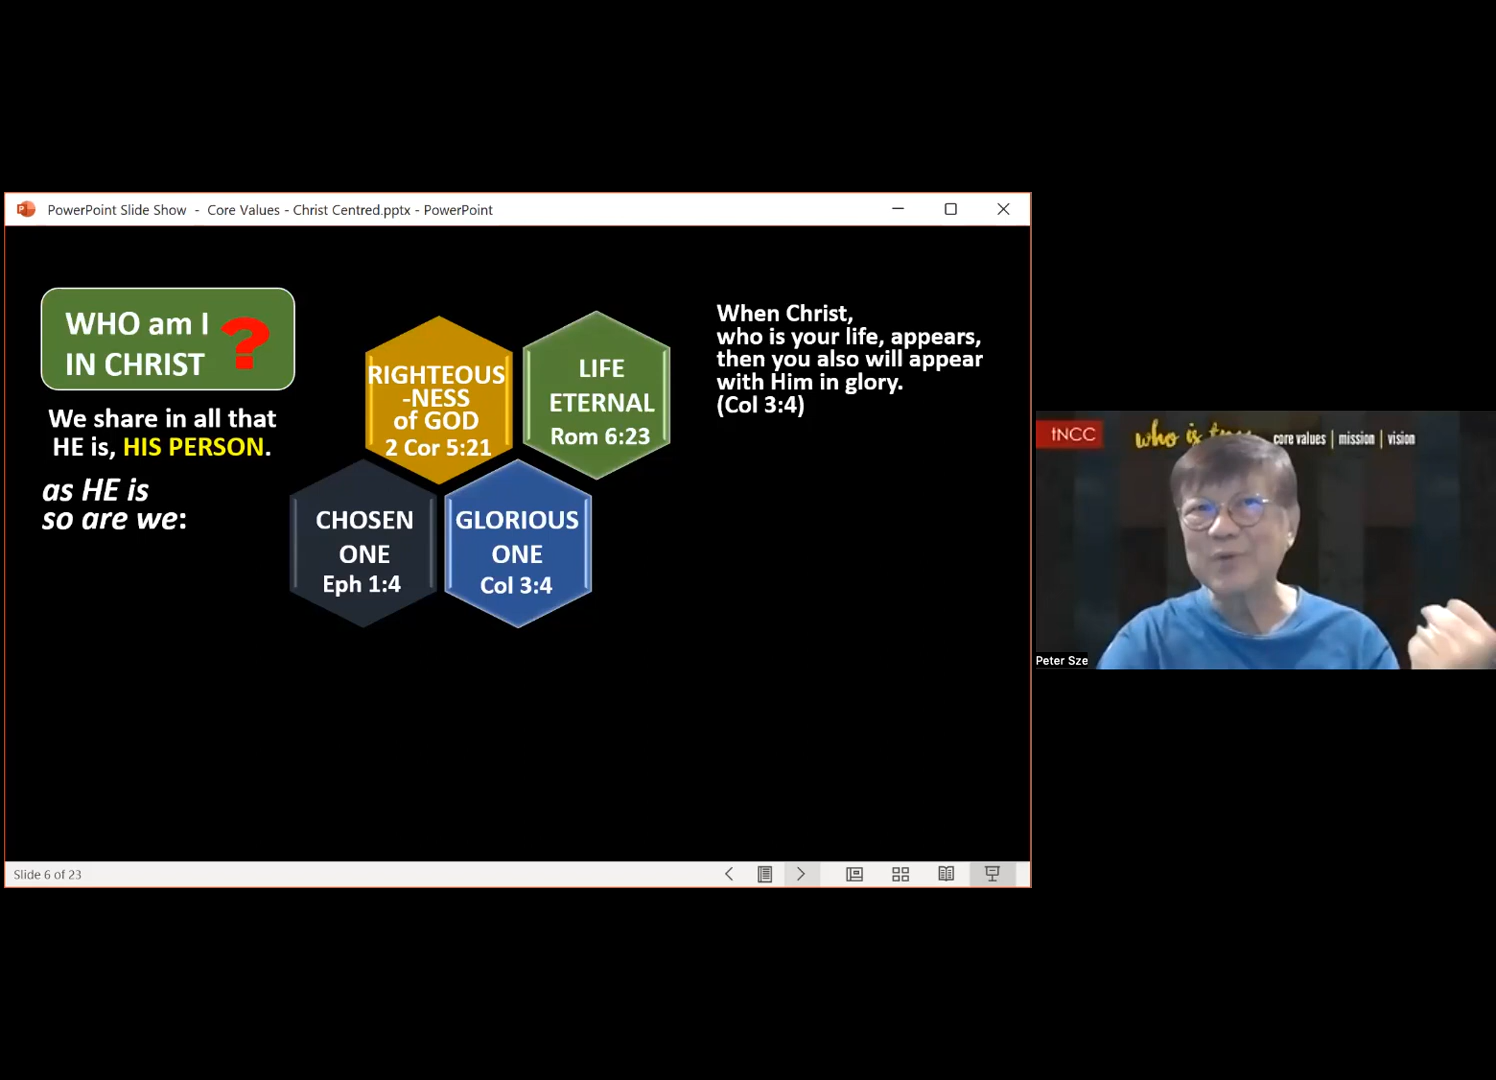 PowerPoint Slide Show - Core Values - Christ Centred.pptx - PowerPoint
WHO am I
IN CHRIST ?
We share in all that
HE is, HIS PERSON.
as HE is
so are we:
RIGHTEOUS
-NESS
of GOD
2 Cor 5:21
LIFE
ETERNAL
Rom 6:23
CHOSEN
ONE
Eph 1:4
GLORIOUS
ONE
Col 3:4
When Christ,
who is your life, appears,
then you also will appear
with Him in glory.
(Col 3:4)
tNCC
who is
core values | mission | vision
Peter Sze
Slide 6 of 23